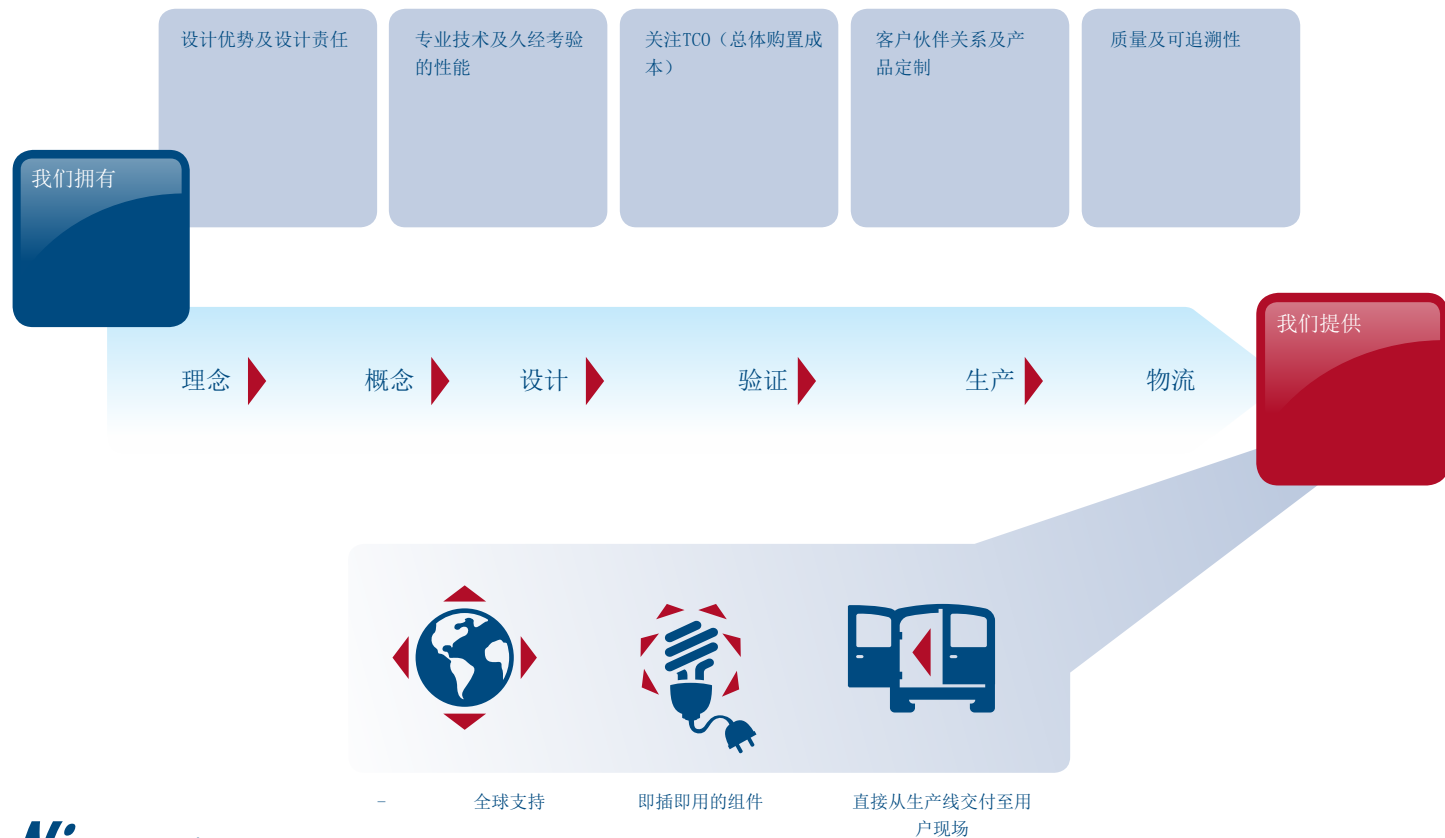 设计优势及设计责任
专业技术及久经考验
的性能
关注TCO（总体购置成
本）
客户伙伴关系及产
品定制
质量及可追溯性
我们拥有
我们提供
理念
概念
设计
验证
生产
物流
– 全球支持
即插即用的组件
直接从生产线交付至用
户现场